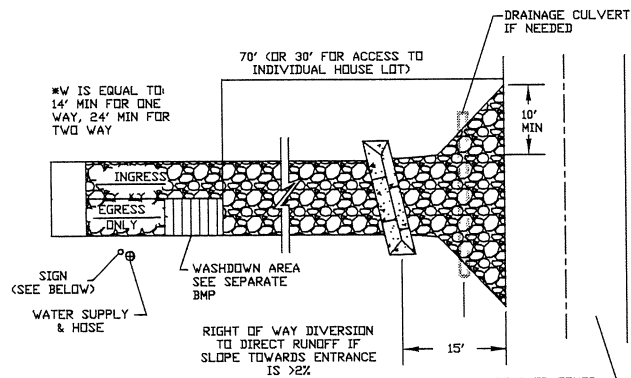 DRAINAGE CULVERT
IF NEEDED
70' (OR 30' FOR ACCESS TO
INDIVIDUAL HOUSE LOT)
*W IS EQUAL TO:
14' MIN FOR ONE
WAY, 24' MIN FOR
TWO WAY
10'
MIN
INGRESS
EGRESS
ONLY
SIGN
(SEE BELOW)
WASHDOWN AREA
SEE SEPARATE
BMP
WATER SUPPLY
& HOSE
RIGHT OF WAY DIVERSION
TO DIRECT RUNOFF IF
SLOPE TOWARDS ENTRANCE
IS >2%
15'